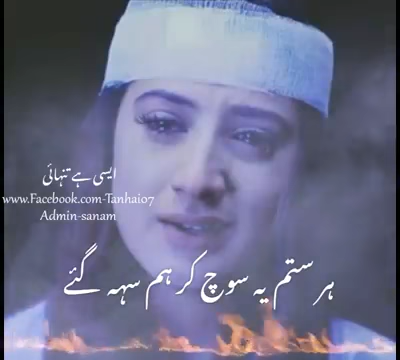 ایسی ہے تنہائی
www.Facebook.com-Tanhai07
Admin-sanam
ہر ستم یہ سوچ کر ہم سہہ گئے